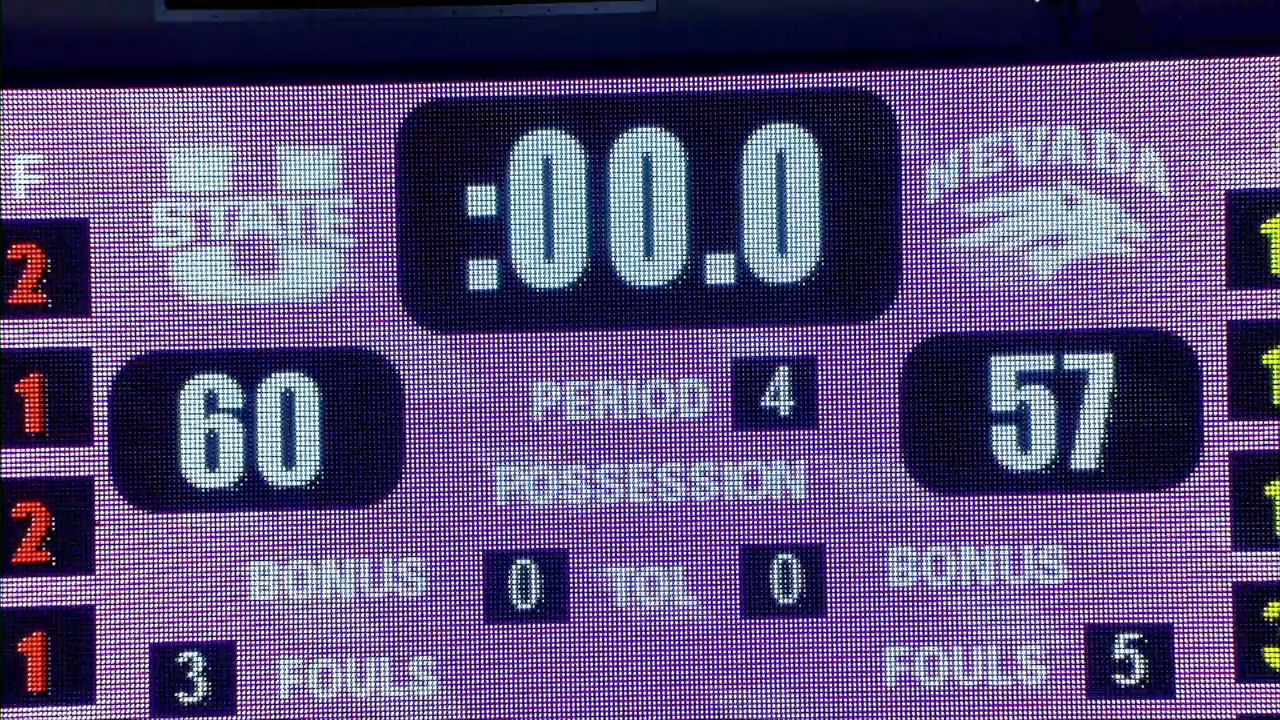 :00.0
NEVADA
F
STATE
2
60
PERIOD 4
57
1
POSSESSION
2
BONUS 0 TOL 0 BONUS
1
3 FOULS
FOULS 5